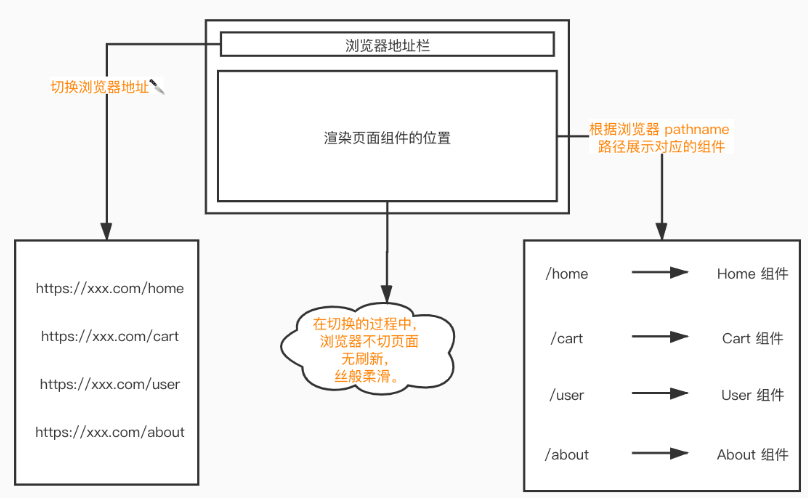 浏览器地址栏
切换浏览器地址
渲染页面组件的位置
根据浏览器 pathname
路径展示对应的组件
https://xxx.com/home
https://xxx.com/cart
https://xxx.com/user
https://xxx.com/about
在切换的过程中，
浏览器不切页面
无刷新，
丝般柔滑。
/home Home 组件
/cart Cart 组件
/user User 组件
/about About 组件